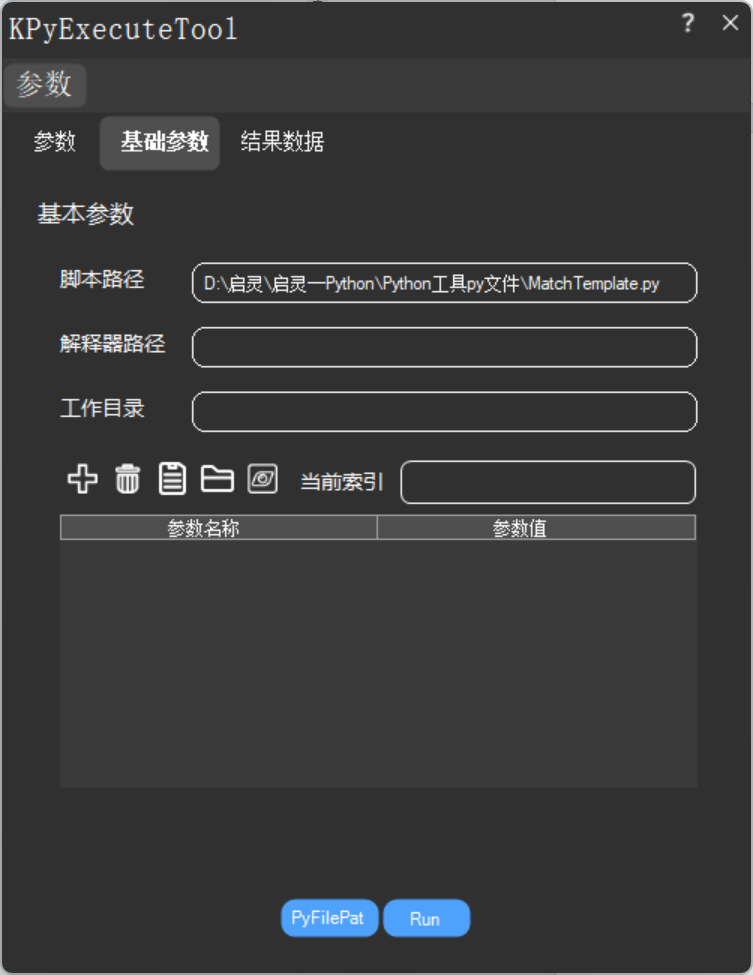 KPyExecuteTool
参数
参数 基础参数 结果数据
基本参数
脚本路径 D:\启灵\启灵一Python\Python工具py文件\MatchTemplate.py
解释器路径
工作目录
当前索引
参数名称 参数值
PyFilePat Run